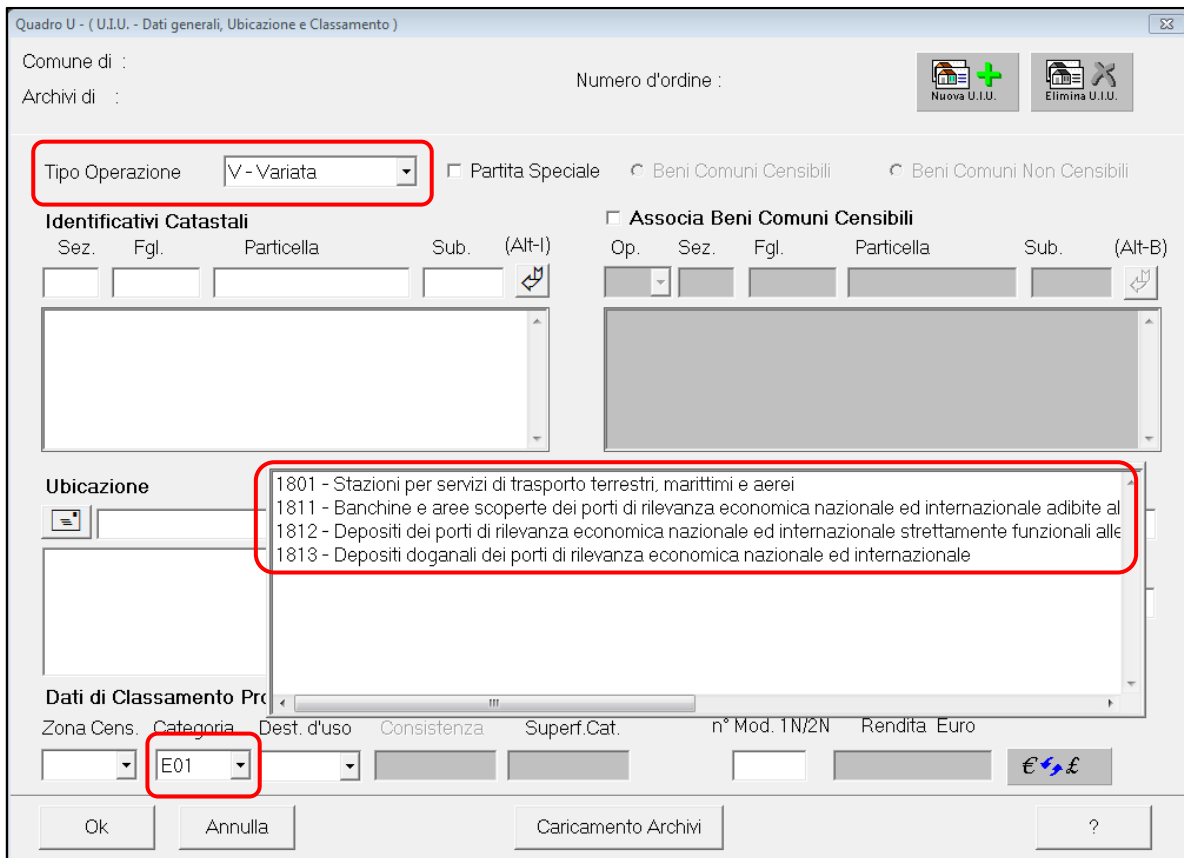 Quadro U - ( U.I.U. - Dati generali, Ubicazione e Classamento )
Comune di :
Numero d'ordine :
Archivi di :
Nuova U.I.U.
Elimina U.I.U.
Tipo Operazione V - Variata Partita Speciale Beni Comuni Censibili Beni Comuni Non Censibili
Identificativi Catastali
Associa Beni Comuni Censibili
Sez. Fgl. Particella Sub. (Alt-I)
Op. Sez. Fgl. Particella Sub. (Alt-B)
Ubicazione
1801 - Stazioni per servizi di trasporto terrestri, marittimi e aerei
1811 - Banchine e aree scoperte dei porti di rilevanza economica nazionale ed internazionale adibite al
1812 - Depositi dei porti di rilevanza economica nazionale ed internazionale strettamente funzionali alle
1813 - Depositi doganali dei porti di rilevanza economica nazionale ed internazionale
Dati di Classamento Pro
Zona Cens. Categoria Dest. d'uso Consistenza Superf.Cat. n° Mod. 1N/2N Rendita Euro
E01
€ £
Ok Annulla Caricamento Archivi ?